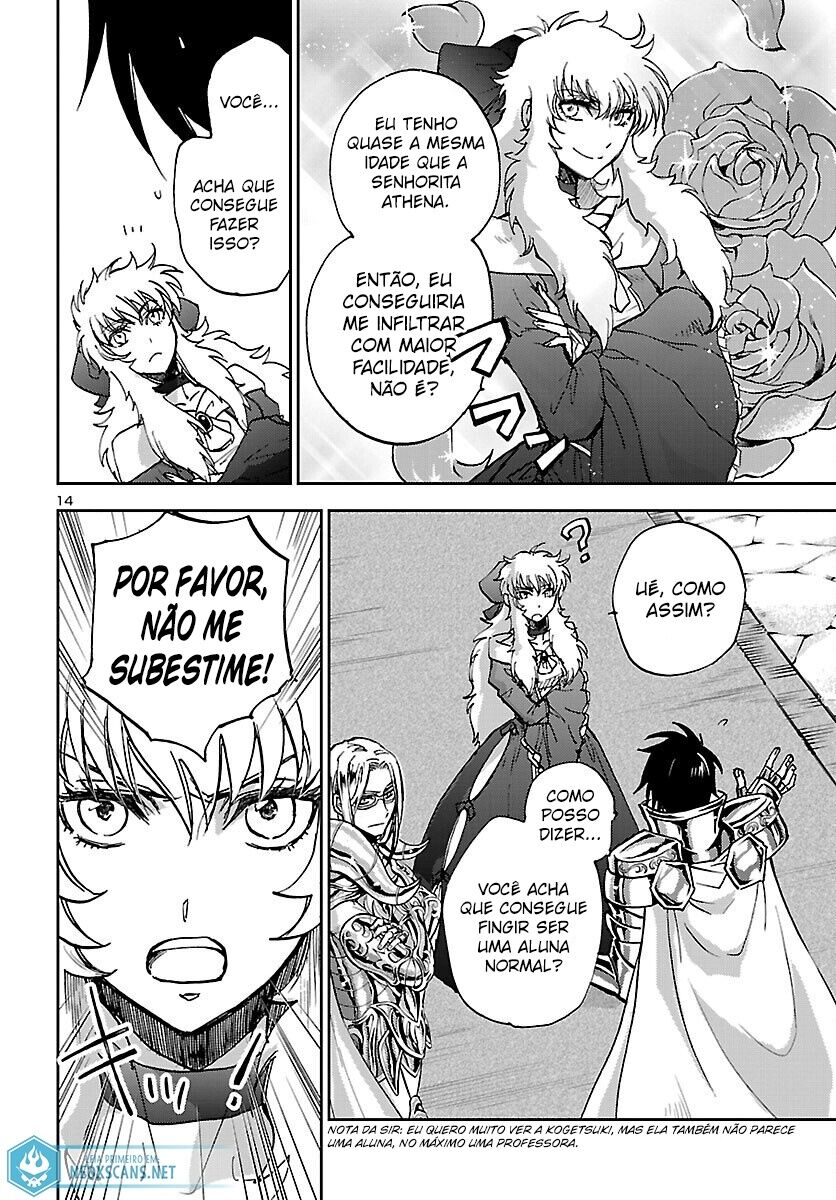 EU TENHO
QUASE A MESMA
IDADE QUE A
SENHORITA
ATHENA.
ENTÃO, EU
CONSEGUIRIA
ME INFILTRAR
COM MAIOR
FACILIDADE,
NÃO É?
VOCÊ...
ACHA QUE
CONSEGUE
FAZER
ISSO?
14
?
UÉ, COMO
ASSIM?
COMO
POSSO
DIZER...
VOCÊ ACHA
QUE CONSEGUE
FINGIR SER
UMA ALUNA
NORMAL?
POR FAVOR,
NÃO ME
SUBESTIME!
NOTA DA SIR: EU QUERO MUITO VER A KOGETSUKI, MAS ELA TAMBÉM NÃO PARECE
UMA ALUNA, NO MÁXIMO UMA PROFESSORA.
LEIA PRIMEIRO EM:
NEOXSCANS.NET